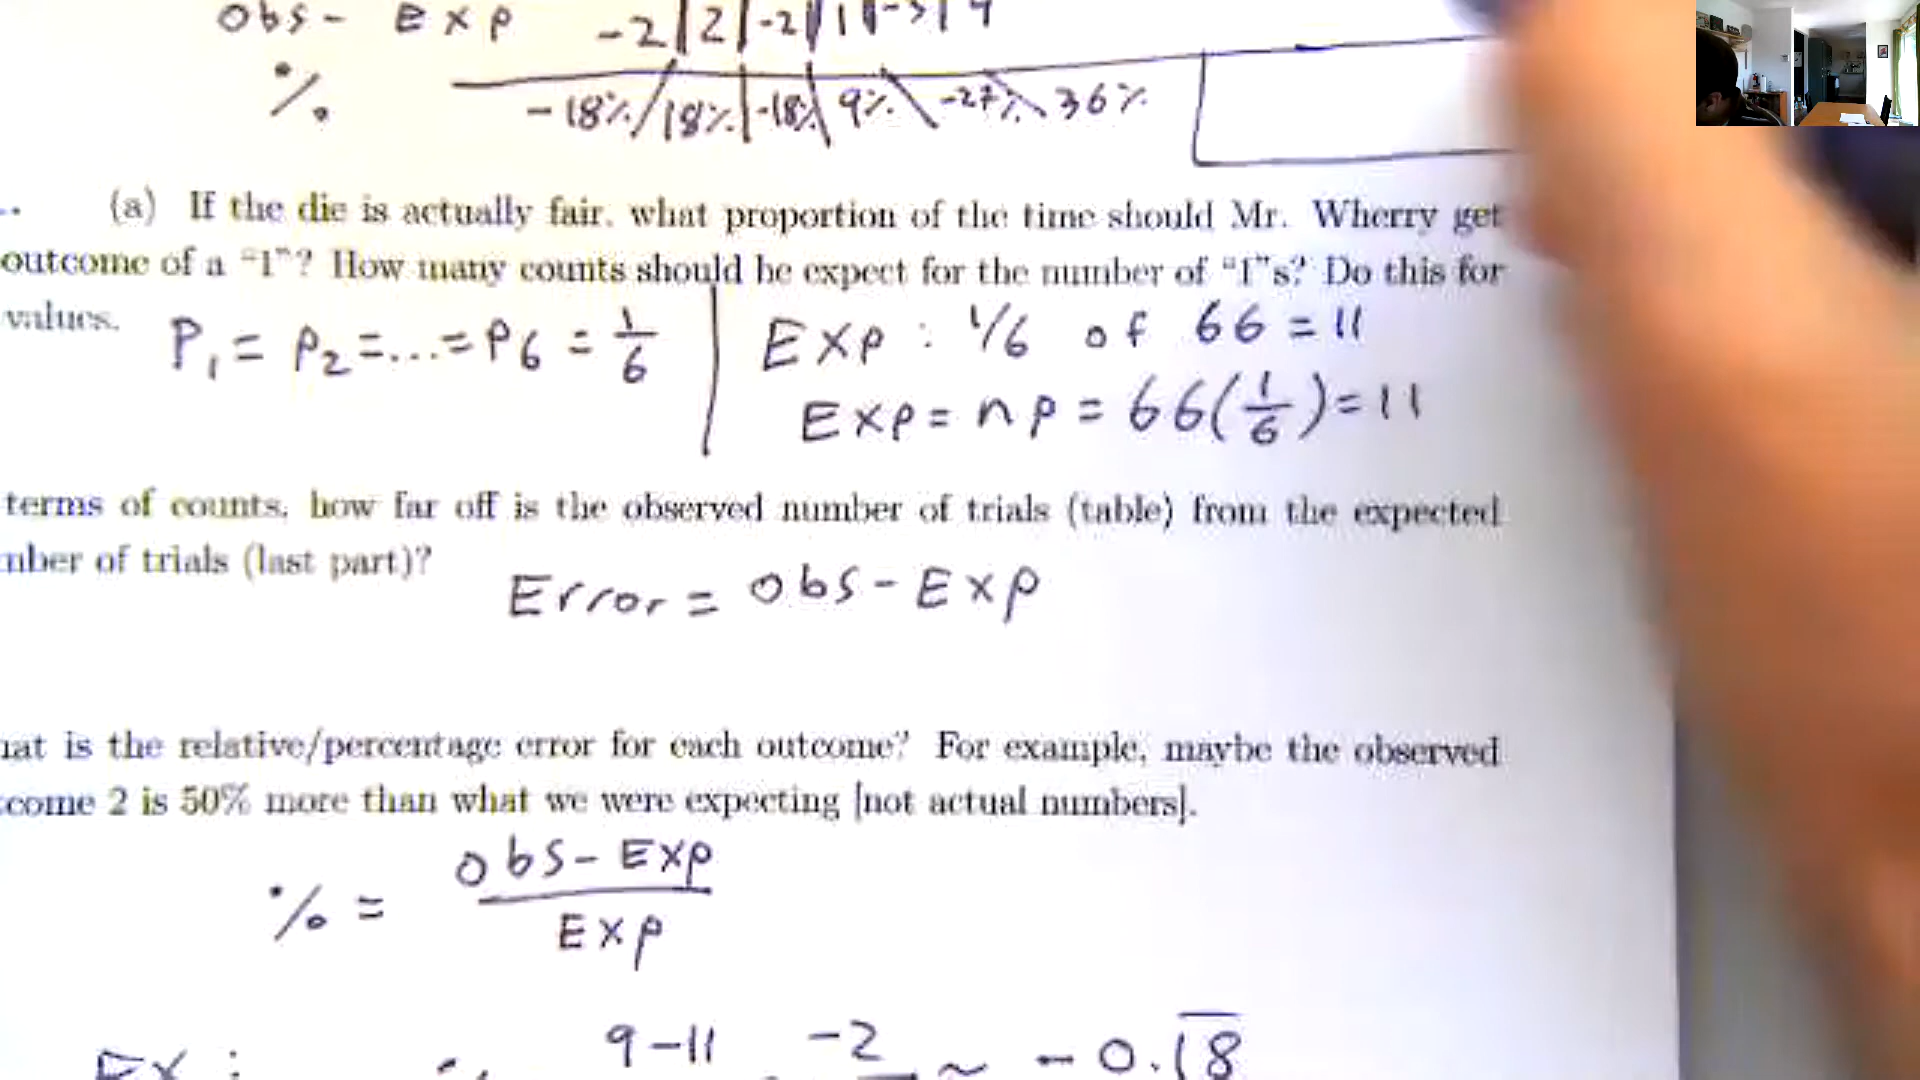 Obs - Exp -2 | 2 | -2 | 1 | -3 | 4
% -18% / 18% | -18% \ 9% \ -27% \ 36%
(a) If the die is actually fair, what proportion of the time should Mr. Wherry get
outcome of a "1"? How many counts should he expect for the number of "1"s? Do this for
values.
P₁ = P₂ = ... = P6 = 1/6 | Exp : 1/6 of 66 = 11
Exp = np = 66(1/6) = 11
terms of counts, how far off is the observed number of trials (table) from the expected
nber of trials (last part)?
Error = Obs - Exp
hat is the relative/percentage error for each outcome? For example, maybe the observed
come 2 is 50% more than what we were expecting [not actual numbers].
% = Obs - Exp
Exp
Ex : 9-11 -2 ~ -0.18